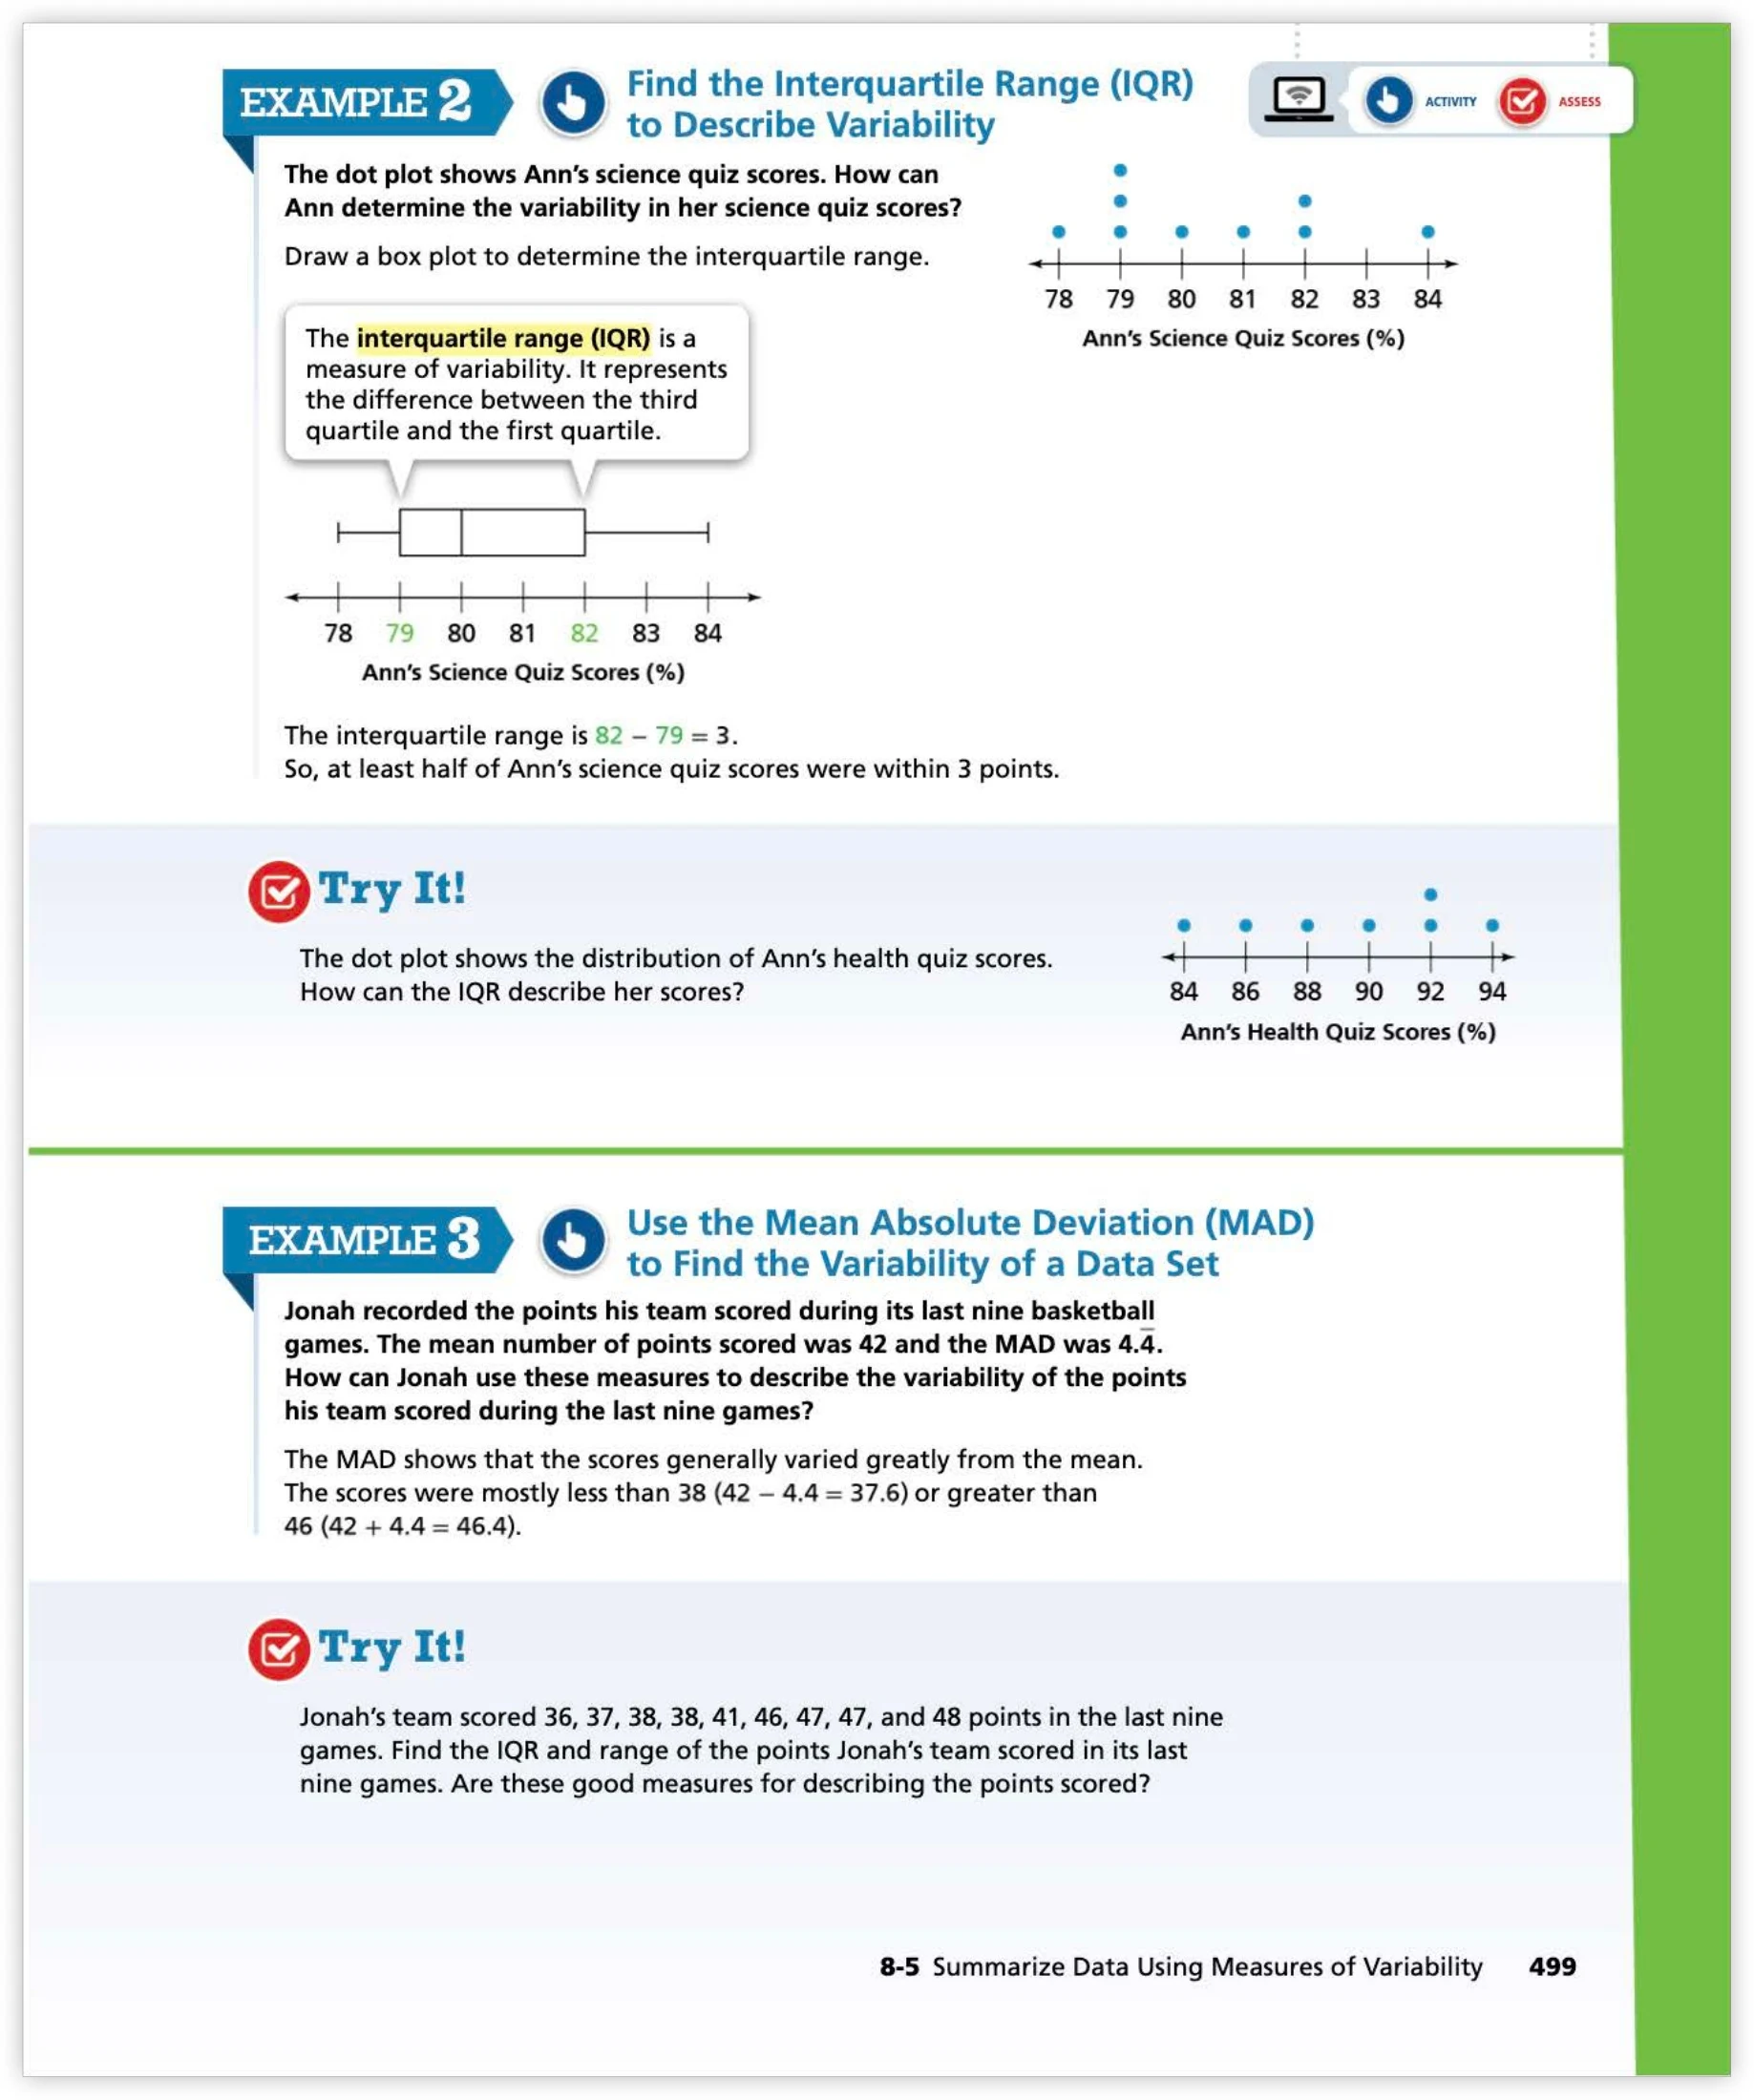 EXAMPLE 2
Find the Interquartile Range (IQR)
to Describe Variability
ACTIVITY
ASSESS
The dot plot shows Ann's science quiz scores. How can
Ann determine the variability in her science quiz scores?
Draw a box plot to determine the interquartile range.
78 79 80 81 82 83 84
Ann's Science Quiz Scores (%)
The interquartile range (IQR) is a
measure of variability. It represents
the difference between the third
quartile and the first quartile.
78 79 80 81 82 83 84
Ann's Science Quiz Scores (%)
The interquartile range is 82 − 79 = 3.
So, at least half of Ann's science quiz scores were within 3 points.
Try It!
The dot plot shows the distribution of Ann's health quiz scores.
How can the IQR describe her scores?
84 86 88 90 92 94
Ann's Health Quiz Scores (%)
EXAMPLE 3
Use the Mean Absolute Deviation (MAD)
to Find the Variability of a Data Set
Jonah recorded the points his team scored during its last nine basketball
games. The mean number of points scored was 42 and the MAD was 4.4̅.
How can Jonah use these measures to describe the variability of the points
his team scored during the last nine games?
The MAD shows that the scores generally varied greatly from the mean.
The scores were mostly less than 38 (42 − 4.4 = 37.6) or greater than
46 (42 + 4.4 = 46.4).
Try It!
Jonah's team scored 36, 37, 38, 38, 41, 46, 47, 47, and 48 points in the last nine
games. Find the IQR and range of the points Jonah's team scored in its last
nine games. Are these good measures for describing the points scored?
8-5 Summarize Data Using Measures of Variability 499